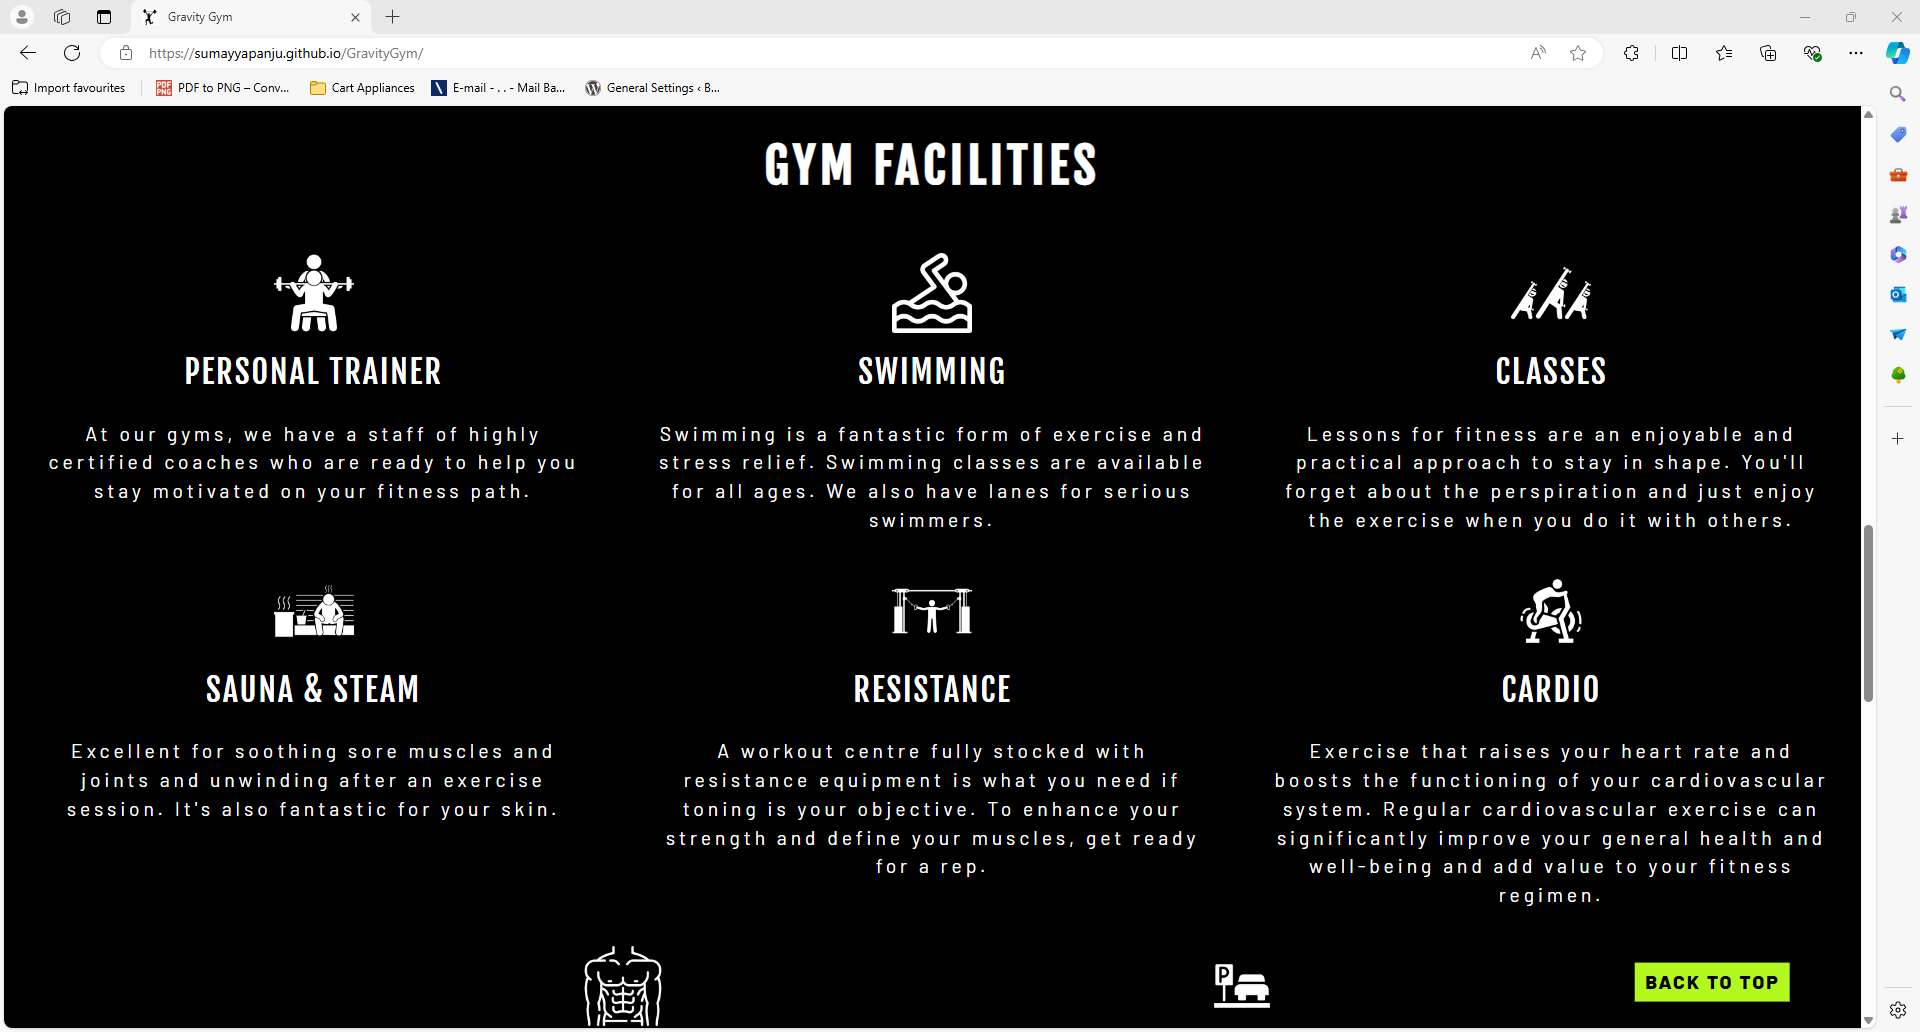 Gravity Gym
https://sumayyapanju.github.io/GravityGym/
Import favourites
PDF to PNG – Conv...
Cart Appliances
E-mail - . . - Mail Ba...
General Settings ‹ B...
GYM FACILITIES
PERSONAL TRAINER
At our gyms, we have a staff of highly
certified coaches who are ready to help you
stay motivated on your fitness path.
SWIMMING
Swimming is a fantastic form of exercise and
stress relief. Swimming classes are available
for all ages. We also have lanes for serious
swimmers.
CLASSES
Lessons for fitness are an enjoyable and
practical approach to stay in shape. You'll
forget about the perspiration and just enjoy
the exercise when you do it with others.
SAUNA & STEAM
Excellent for soothing sore muscles and
joints and unwinding after an exercise
session. It's also fantastic for your skin.
RESISTANCE
A workout centre fully stocked with
resistance equipment is what you need if
toning is your objective. To enhance your
strength and define your muscles, get ready
for a rep.
CARDIO
Exercise that raises your heart rate and
boosts the functioning of your cardiovascular
system. Regular cardiovascular exercise can
significantly improve your general health and
well-being and add value to your fitness
regimen.
P
BACK TO TOP